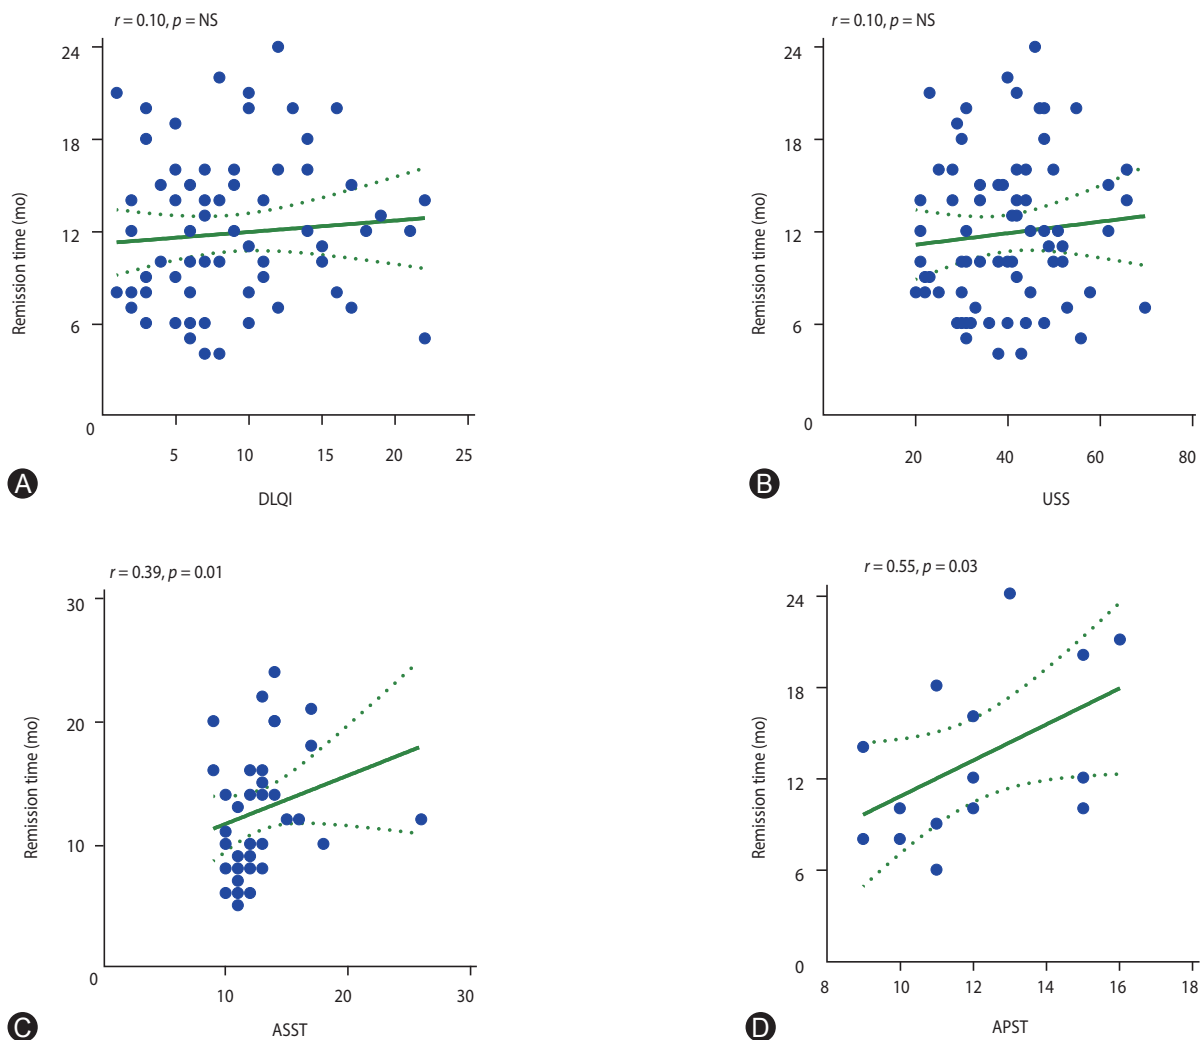 r = 0.10, p = NS
24
18
12
6
0
Remission time (mo)
5 10 15 20 25
DLQI
A
r = 0.10, p = NS
24
18
12
6
0
Remission time (mo)
20 40 60 80
USS
B
r = 0.39, p = 0.01
30
20
10
0
Remission time (mo)
10 20 30
ASST
C
r = 0.55, p = 0.03
24
18
12
6
0
Remission time (mo)
8 10 12 14 16 18
APST
D